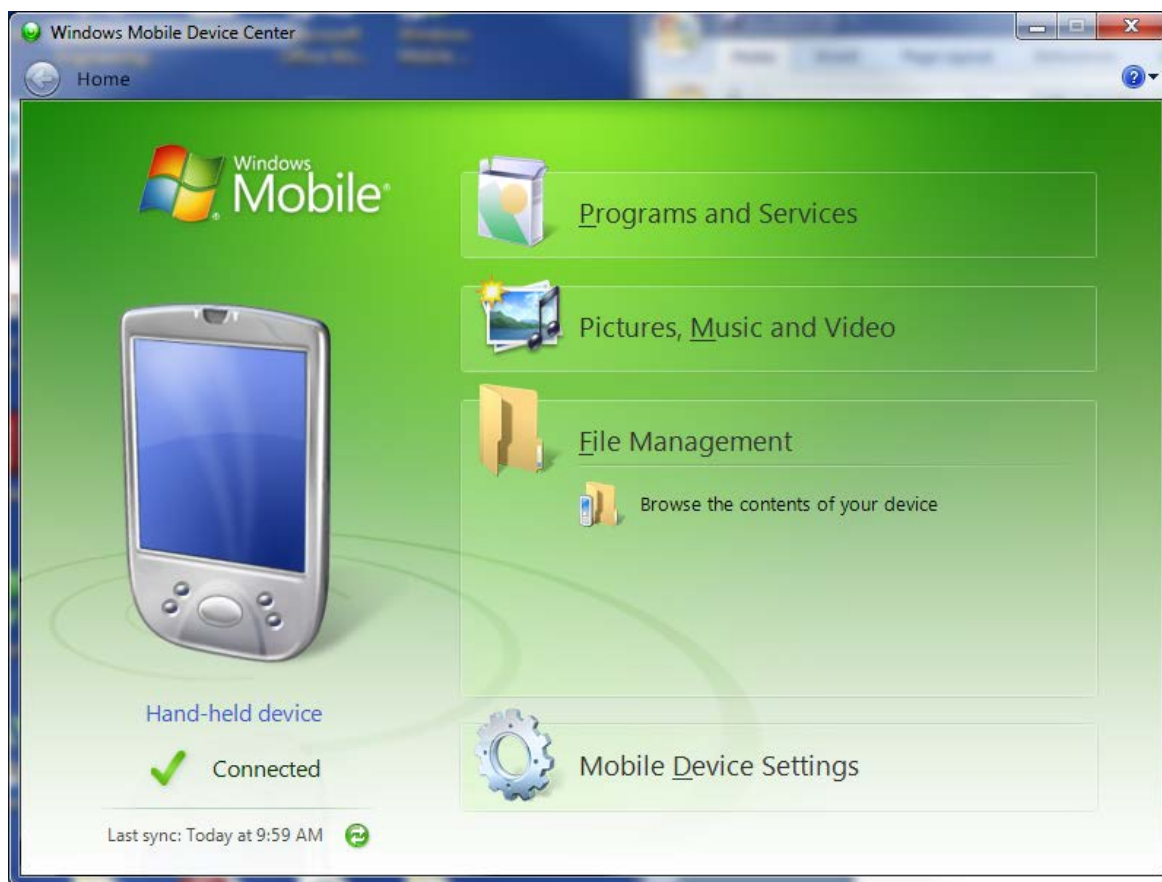 Windows Mobile Device Center
Home
Windows
Mobile®
Programs and Services
Pictures, Music and Video
File Management
Browse the contents of your device
Hand-held device
Connected
Mobile Device Settings
Last sync: Today at 9:59 AM